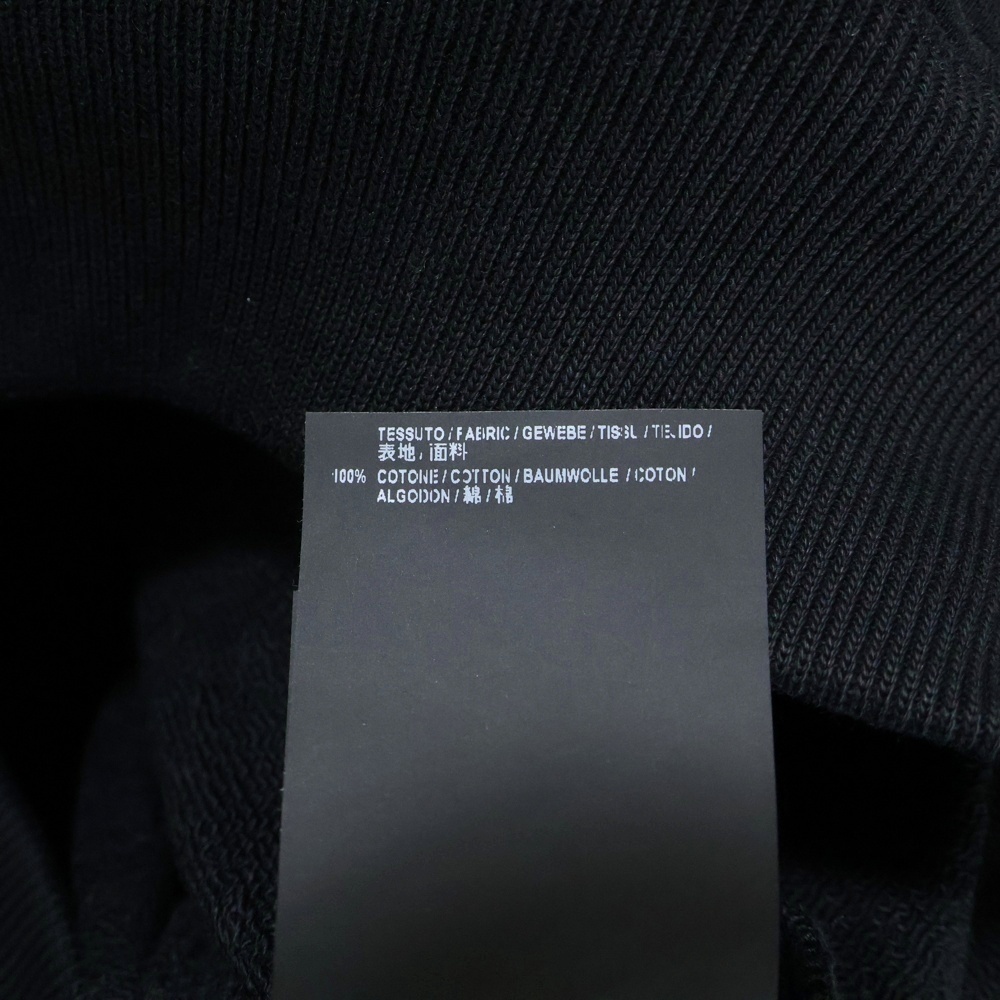 TESSUTO / FABRIC / GEWEBE / TISSU / TEJIDO /
表地, 面料
100% COTONE / COTTON / BAUMWOLLE / COTON /
ALGODON / 綿 / 棉